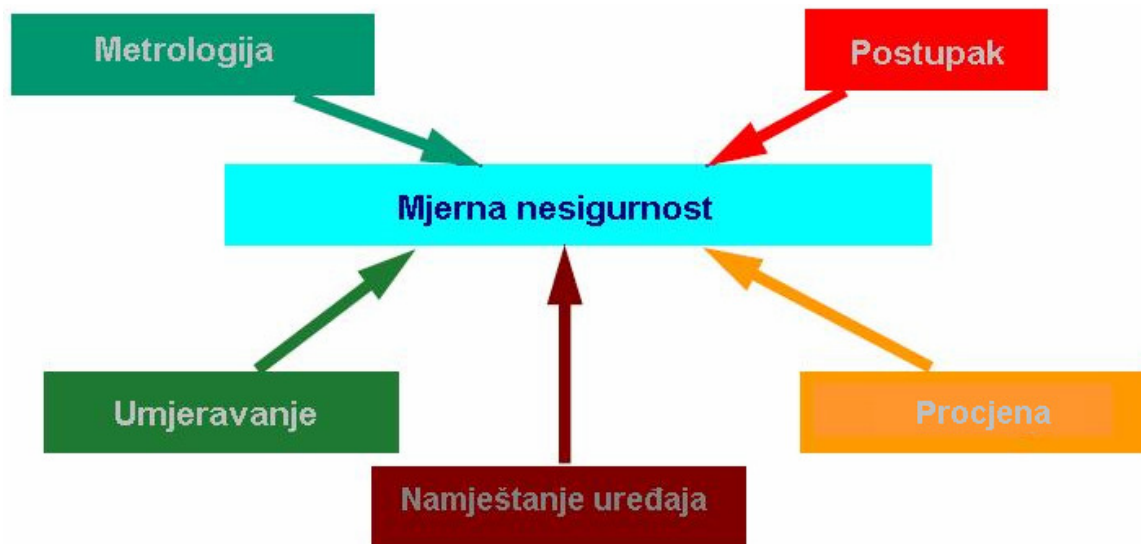 Metrologija
Postupak
Mjerna nesigurnost
Umjeravanje
Procjena
Namještanje uređaja